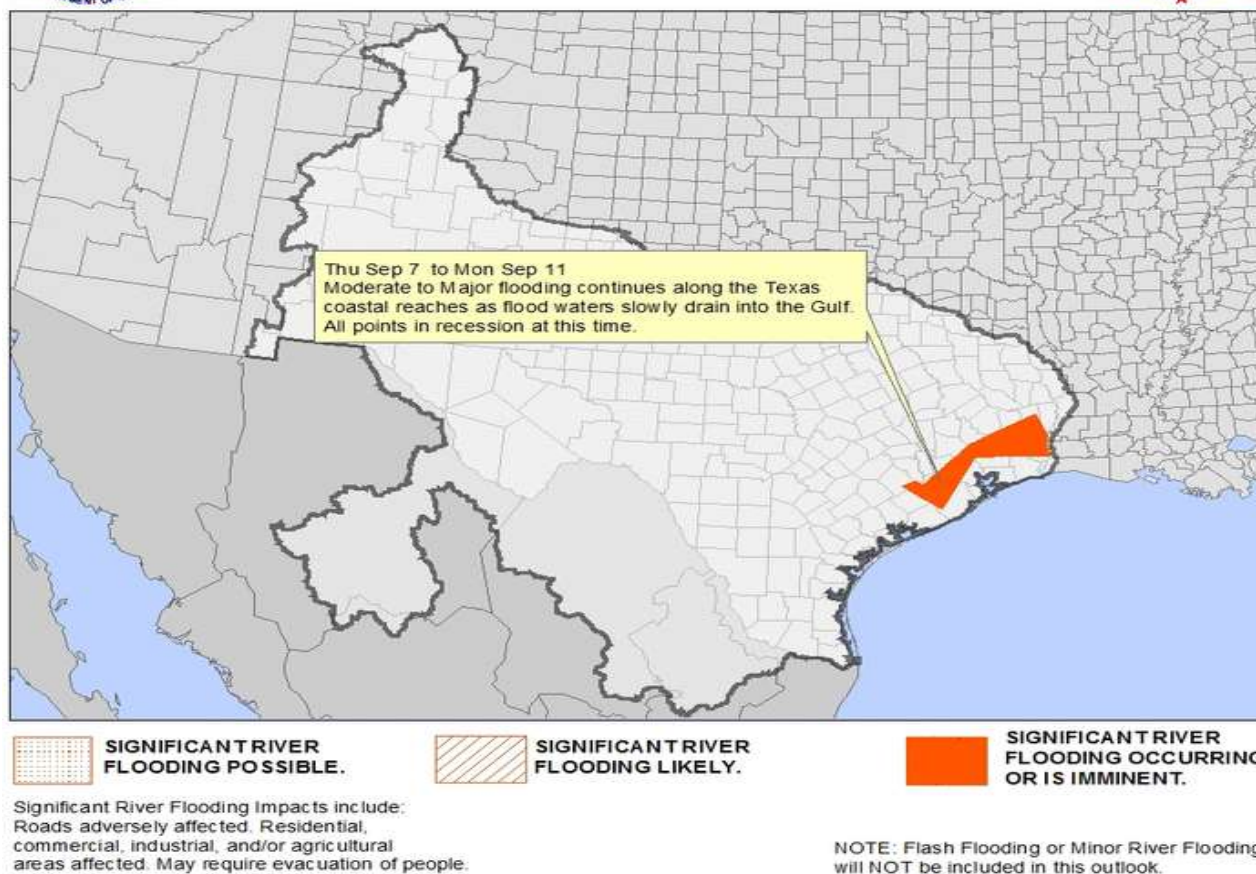 Thu Sep 7 to Mon Sep 11
Moderate to Major flooding continues along the Texas
coastal reaches as flood waters slowly drain into the Gulf.
All points in recession at this time.
SIGNIFICANT RIVER
FLOODING POSSIBLE.
SIGNIFICANT RIVER
FLOODING LIKELY.
SIGNIFICANT RIVER
FLOODING OCCURRING
OR IS IMMINENT.
Significant River Flooding Impacts include:
Roads adversely affected. Residential,
commercial, industrial, and/or agricultural
areas affected. May require evacuation of people.
NOTE: Flash Flooding or Minor River Flooding
will NOT be included in this outlook.